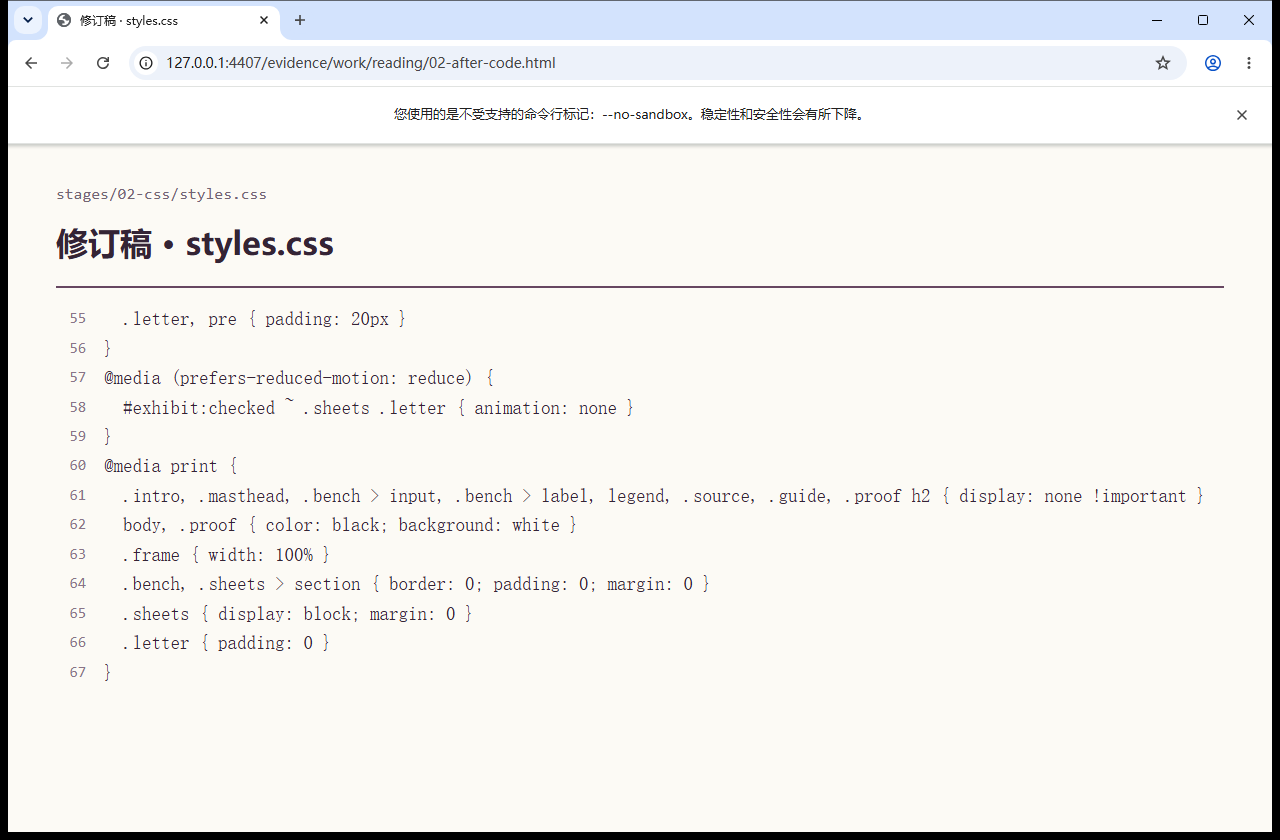 修订稿 · styles.css
127.0.0.1:4407/evidence/work/reading/02-after-code.html
您使用的是不受支持的命令行标记：--no-sandbox。稳定性和安全性会有所下降。
stages/02-css/styles.css
修订稿 · styles.css
55   .letter, pre { padding: 20px }
56 }
57 @media (prefers-reduced-motion: reduce) {
58   #exhibit:checked ~ .sheets .letter { animation: none }
59 }
60 @media print {
61   .intro, .masthead, .bench > input, .bench > label, legend, .source, .guide, .proof h2 { display: none !important }
62   body, .proof { color: black; background: white }
63   .frame { width: 100% }
64   .bench, .sheets > section { border: 0; padding: 0; margin: 0 }
65   .sheets { display: block; margin: 0 }
66   .letter { padding: 0 }
67 }